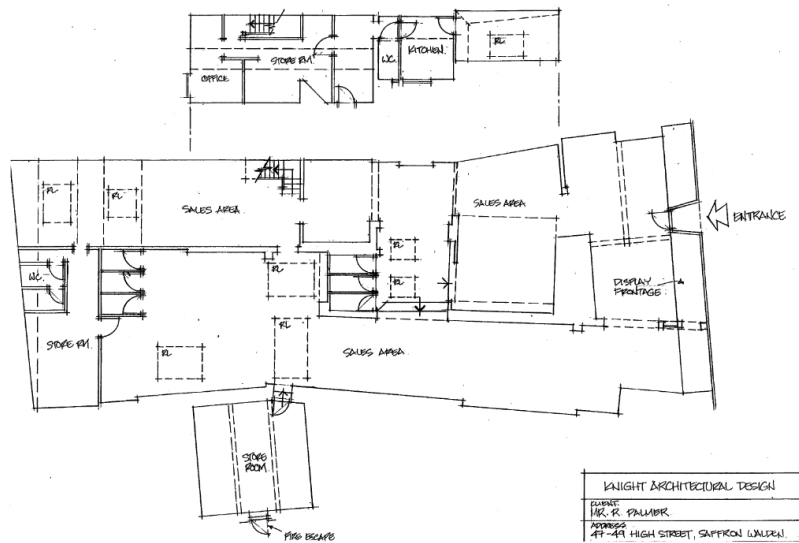 STORE RM.
WC.
KITCHEN.
RL
OFFICE
RL
RL
SALES AREA
SALES AREA
ENTRANCE
RL
RL
RL
WC.
DISPLAY
FRONTAGE
STORE RM.
RL
RL
SALES AREA
STORE
ROOM
FIRE ESCAPE
KNIGHT ARCHITECTURAL DESIGN
CLIENT:
MR. R. PALMER
ADDRESS
47-49 HIGH STREET, SAFFRON WALDEN.